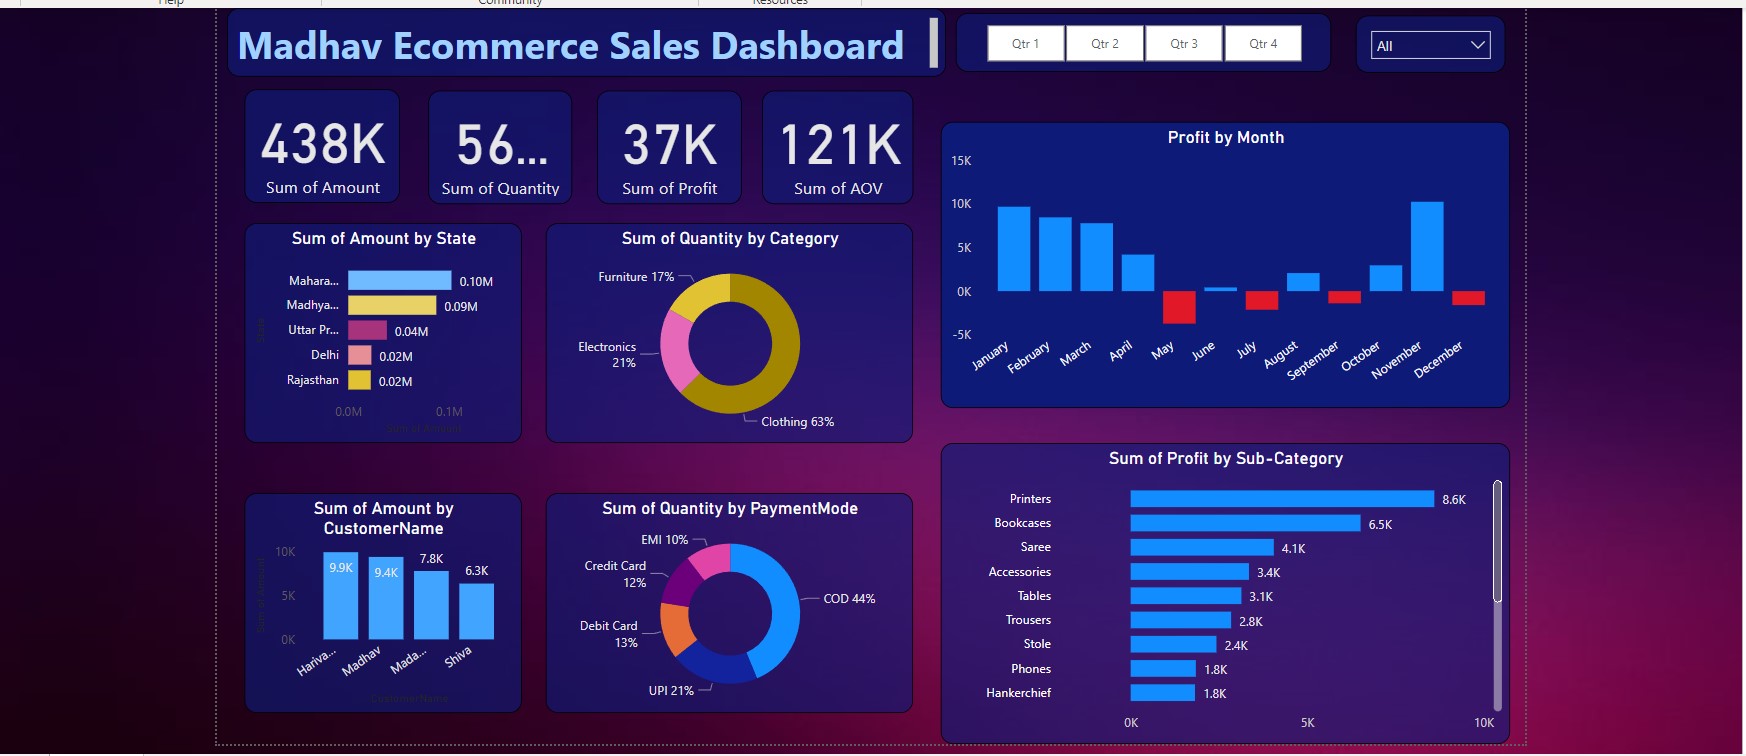 Help Community Resources
Madhav Ecommerce Sales Dashboard
Qtr 1 Qtr 2 Qtr 3 Qtr 4
All
438K
Sum of Amount
56...
Sum of Quantity
37K
Sum of Profit
121K
Sum of AOV
Profit by Month
15K
10K
5K
0K
-5K
January February March April May June July August September October November December
Sum of Amount by State
State
Mahara... 0.10M
Madhya... 0.09M
Uttar Pr... 0.04M
Delhi 0.02M
Rajasthan 0.02M
0.0M 0.1M
Sum of Amount
Sum of Quantity by Category
Furniture 17%
Electronics
21%
Clothing 63%
Sum of Amount by
CustomerName
Sum of Amount
10K
5K
0K
9.9K 9.4K 7.8K 6.3K
Hariva... Madhav Mada... Shiva
CustomerName
Sum of Quantity by PaymentMode
EMI 10%
Credit Card
12%
COD 44%
Debit Card
13%
UPI 21%
Sum of Profit by Sub-Category
Printers 8.6K
Bookcases 6.5K
Saree 4.1K
Accessories 3.4K
Tables 3.1K
Trousers 2.8K
Stole 2.4K
Phones 1.8K
Hankerchief 1.8K
0K 5K 10K